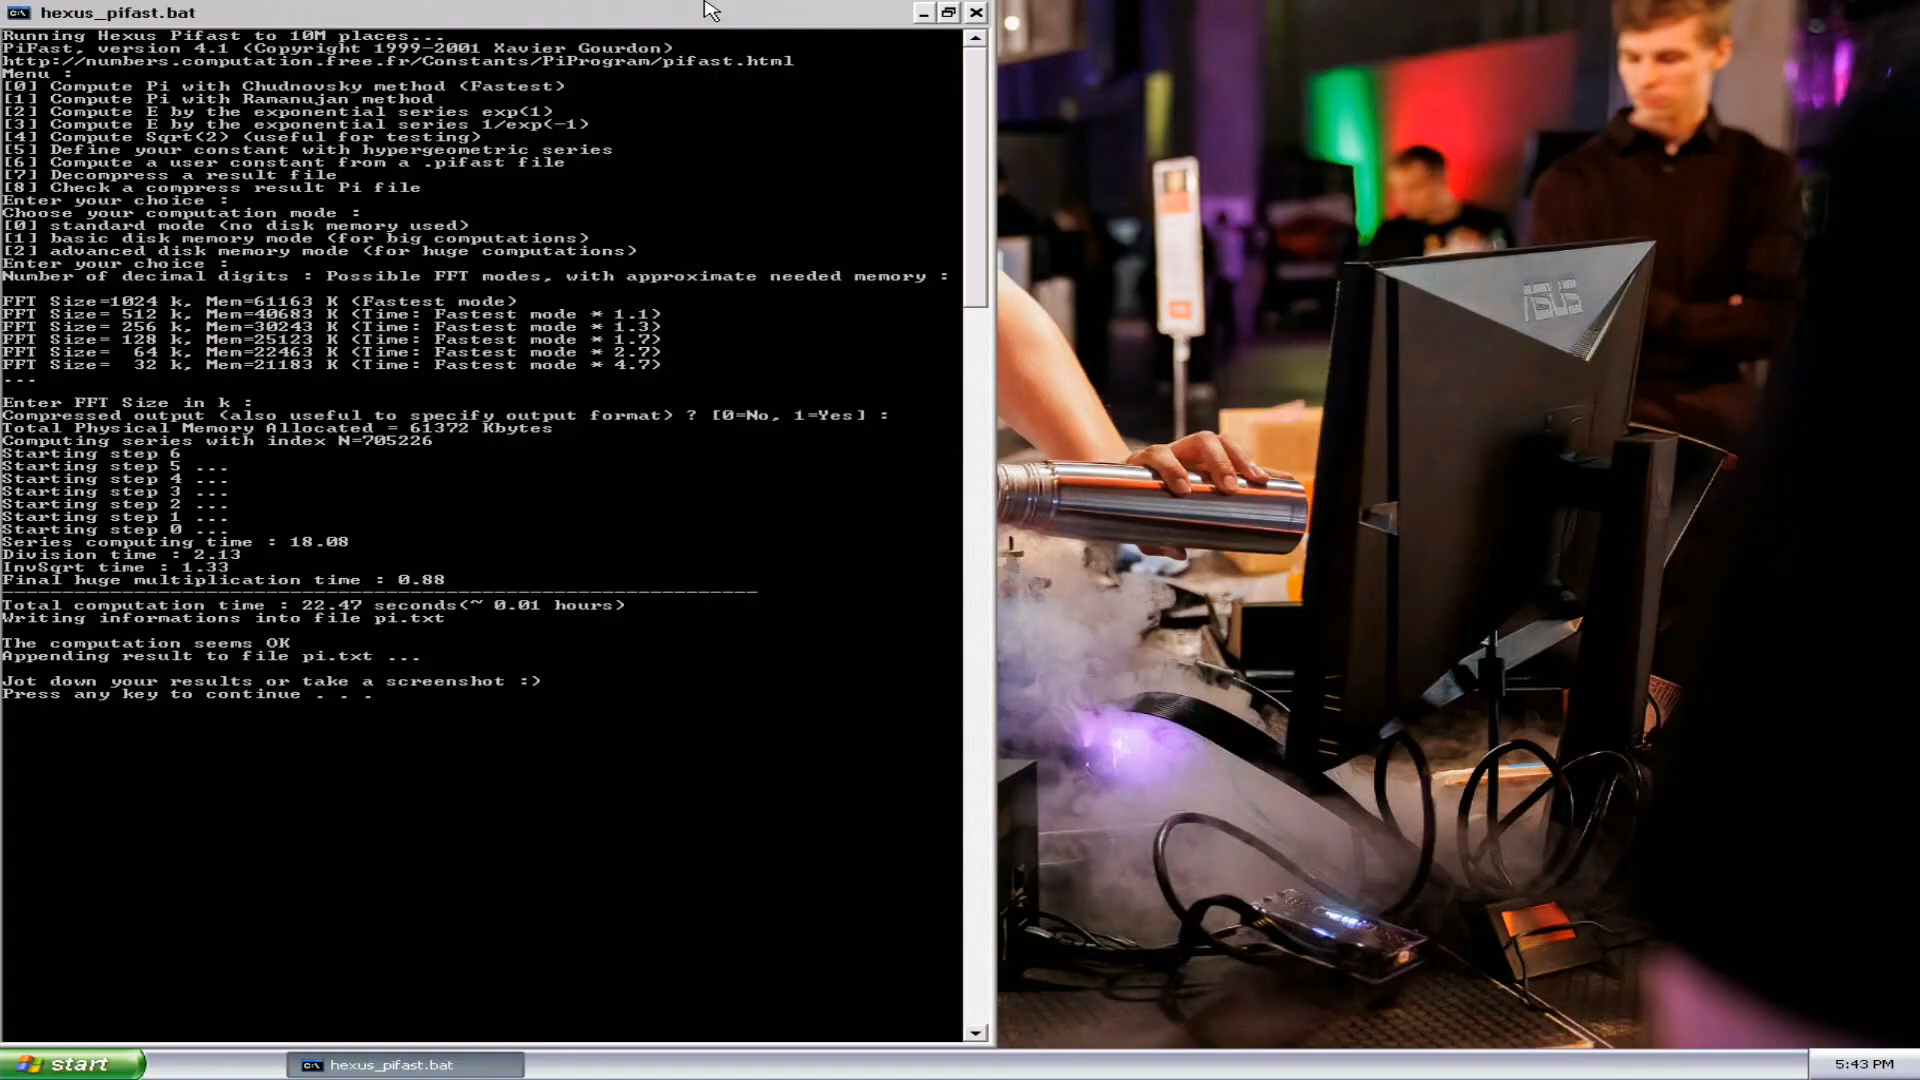 hexus_pifast.bat
Running Hexus Pifast to 10M places...
PiFast, version 4.1 (Copyright 1999-2001 Xavier Gourdon)
http://numbers.computation.free.fr/Constants/PiProgram/pifast.html
Menu :
[0] Compute Pi with Chudnovsky method (Fastest)
[1] Compute Pi with Ramanujan method
[2] Compute E by the exponential series exp(1)
[3] Compute E by the exponential series 1/exp(-1)
[4] Compute Sqrt(2) (useful for testing)
[5] Define your constant with hypergeometric series
[6] Compute a user constant from a .pifast file
[7] Decompress a result file
[8] Check a compress result Pi file
Enter your choice :
Choose your computation mode :
[0] standard mode (no disk memory used)
[1] basic disk memory mode (for big computations)
[2] advanced disk memory mode (for huge computations)
Enter your choice :
Number of decimal digits : Possible FFT modes, with approximate needed memory :
FFT Size=1024 k, Mem=61163 K (Fastest mode)
FFT Size= 512 k, Mem=40683 K (Time: Fastest mode * 1.1)
FFT Size= 256 k, Mem=30243 K (Time: Fastest mode * 1.3)
FFT Size= 128 k, Mem=25123 K (Time: Fastest mode * 1.7)
FFT Size=  64 k, Mem=22463 K (Time: Fastest mode * 2.7)
FFT Size=  32 k, Mem=21183 K (Time: Fastest mode * 4.7)
...
Enter FFT Size in k :
Compressed output (also useful to specify output format) ? [0=No, 1=Yes] :
Total Physical Memory Allocated = 61372 Kbytes
Computing series with index N=705226
Starting step 6
Starting step 5 ...
Starting step 4 ...
Starting step 3 ...
Starting step 2 ...
Starting step 1 ...
Starting step 0 ...
Series computing time : 18.08
Division time : 2.13
InvSqrt time : 1.33
Final huge multiplication time : 0.88
---------------------------------------------------------------
Total computation time : 22.47 seconds(~ 0.01 hours)
Writing informations into file pi.txt
The computation seems OK
Appending result to file pi.txt ...
Jot down your results or take a screenshot :)
Press any key to continue . . .
ASUS
start
hexus_pifast.bat
5:43 PM